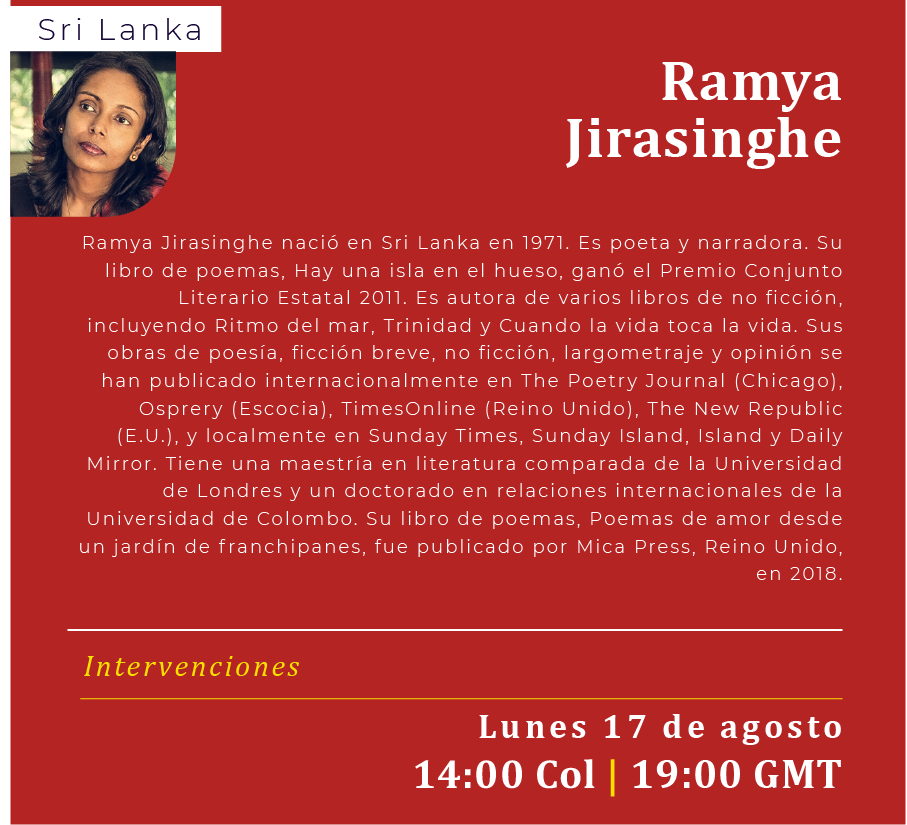 Sri Lanka
Ramya
Jirasinghe
Ramya Jirasinghe nació en Sri Lanka en 1971. Es poeta y narradora. Su
libro de poemas, Hay una isla en el hueso, ganó el Premio Conjunto
Literario Estatal 2011. Es autora de varios libros de no ficción,
incluyendo Ritmo del mar, Trinidad y Cuando la vida toca la vida. Sus
obras de poesía, ficción breve, no ficción, largometraje y opinión se
han publicado internacionalmente en The Poetry Journal (Chicago),
Osprery (Escocia), TimesOnline (Reino Unido), The New Republic
(E.U.), y localmente en Sunday Times, Sunday Island, Island y Daily
Mirror. Tiene una maestría en literatura comparada de la Universidad
de Londres y un doctorado en relaciones internacionales de la
Universidad de Colombo. Su libro de poemas, Poemas de amor desde
un jardín de franchipanes, fue publicado por Mica Press, Reino Unido,
en 2018.
Intervenciones
Lunes 17 de agosto
14:00 Col | 19:00 GMT